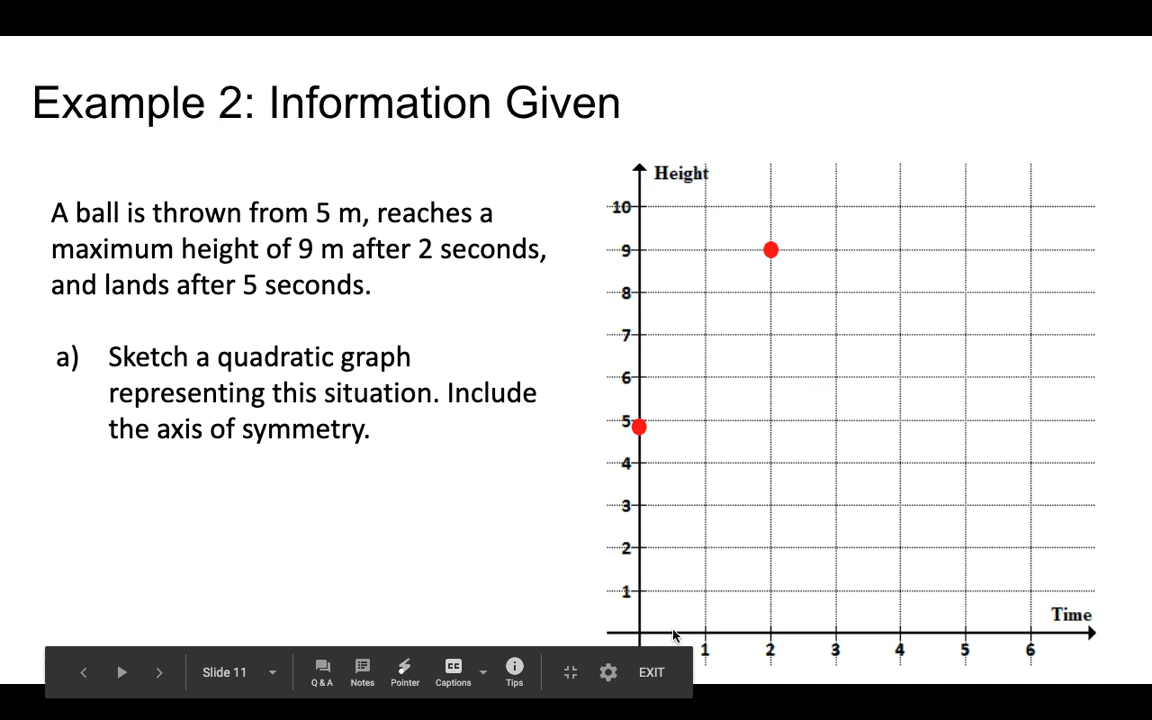 Example 2: Information Given
A ball is thrown from 5 m, reaches a
maximum height of 9 m after 2 seconds,
and lands after 5 seconds.
a) Sketch a quadratic graph
representing this situation. Include
the axis of symmetry.
Height
10
9
8
7
6
5
4
3
2
1
Time
1 2 3 4 5 6
Slide 11
Q & A Notes Pointer Captions Tips
EXIT
CC